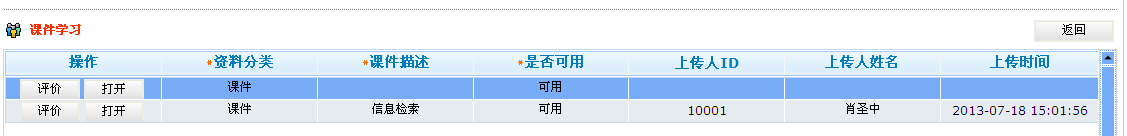 课件学习 返回
操作 *资料分类 *课件描述 *是否可用 上传人ID 上传人姓名 上传时间
评价 打开 课件 可用
评价 打开 课件 信息检索 可用 10001 肖圣中 2013-07-18 15:01:56